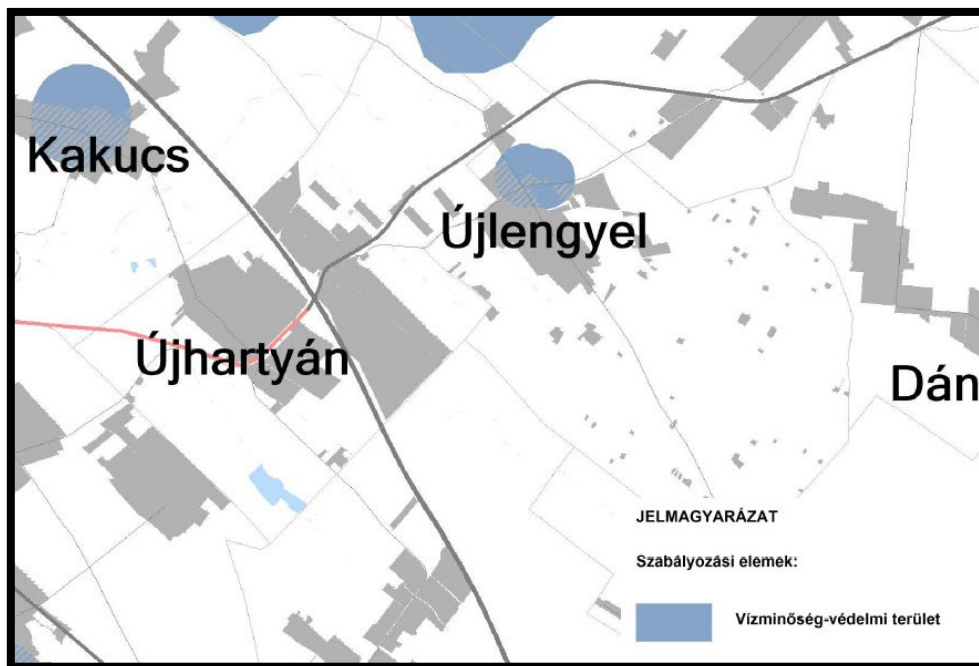 Kakucs
Újlengyel
Újhartyán
Dán
JELMAGYARÁZAT
Szabályozási elemek:
Vízminőség-védelmi terület